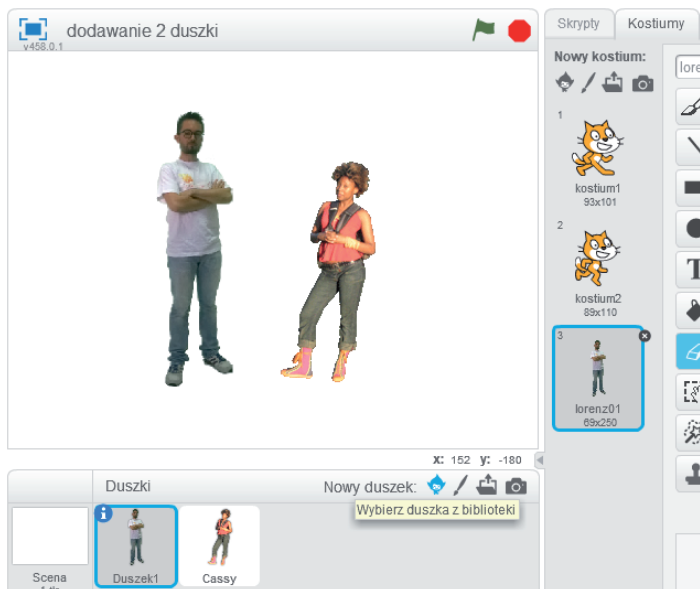 dodawanie 2 duszki
v458.0.1
Skrypty
Kostiumy
Nowy kostium:
1
kostium1
93x101
2
kostium2
89x110
3
lorenz01
69x250
T
x: 152 y: -180
Duszki
Nowy duszek:
Wybierz duszka z biblioteki
Scena
Duszek1
Cassy